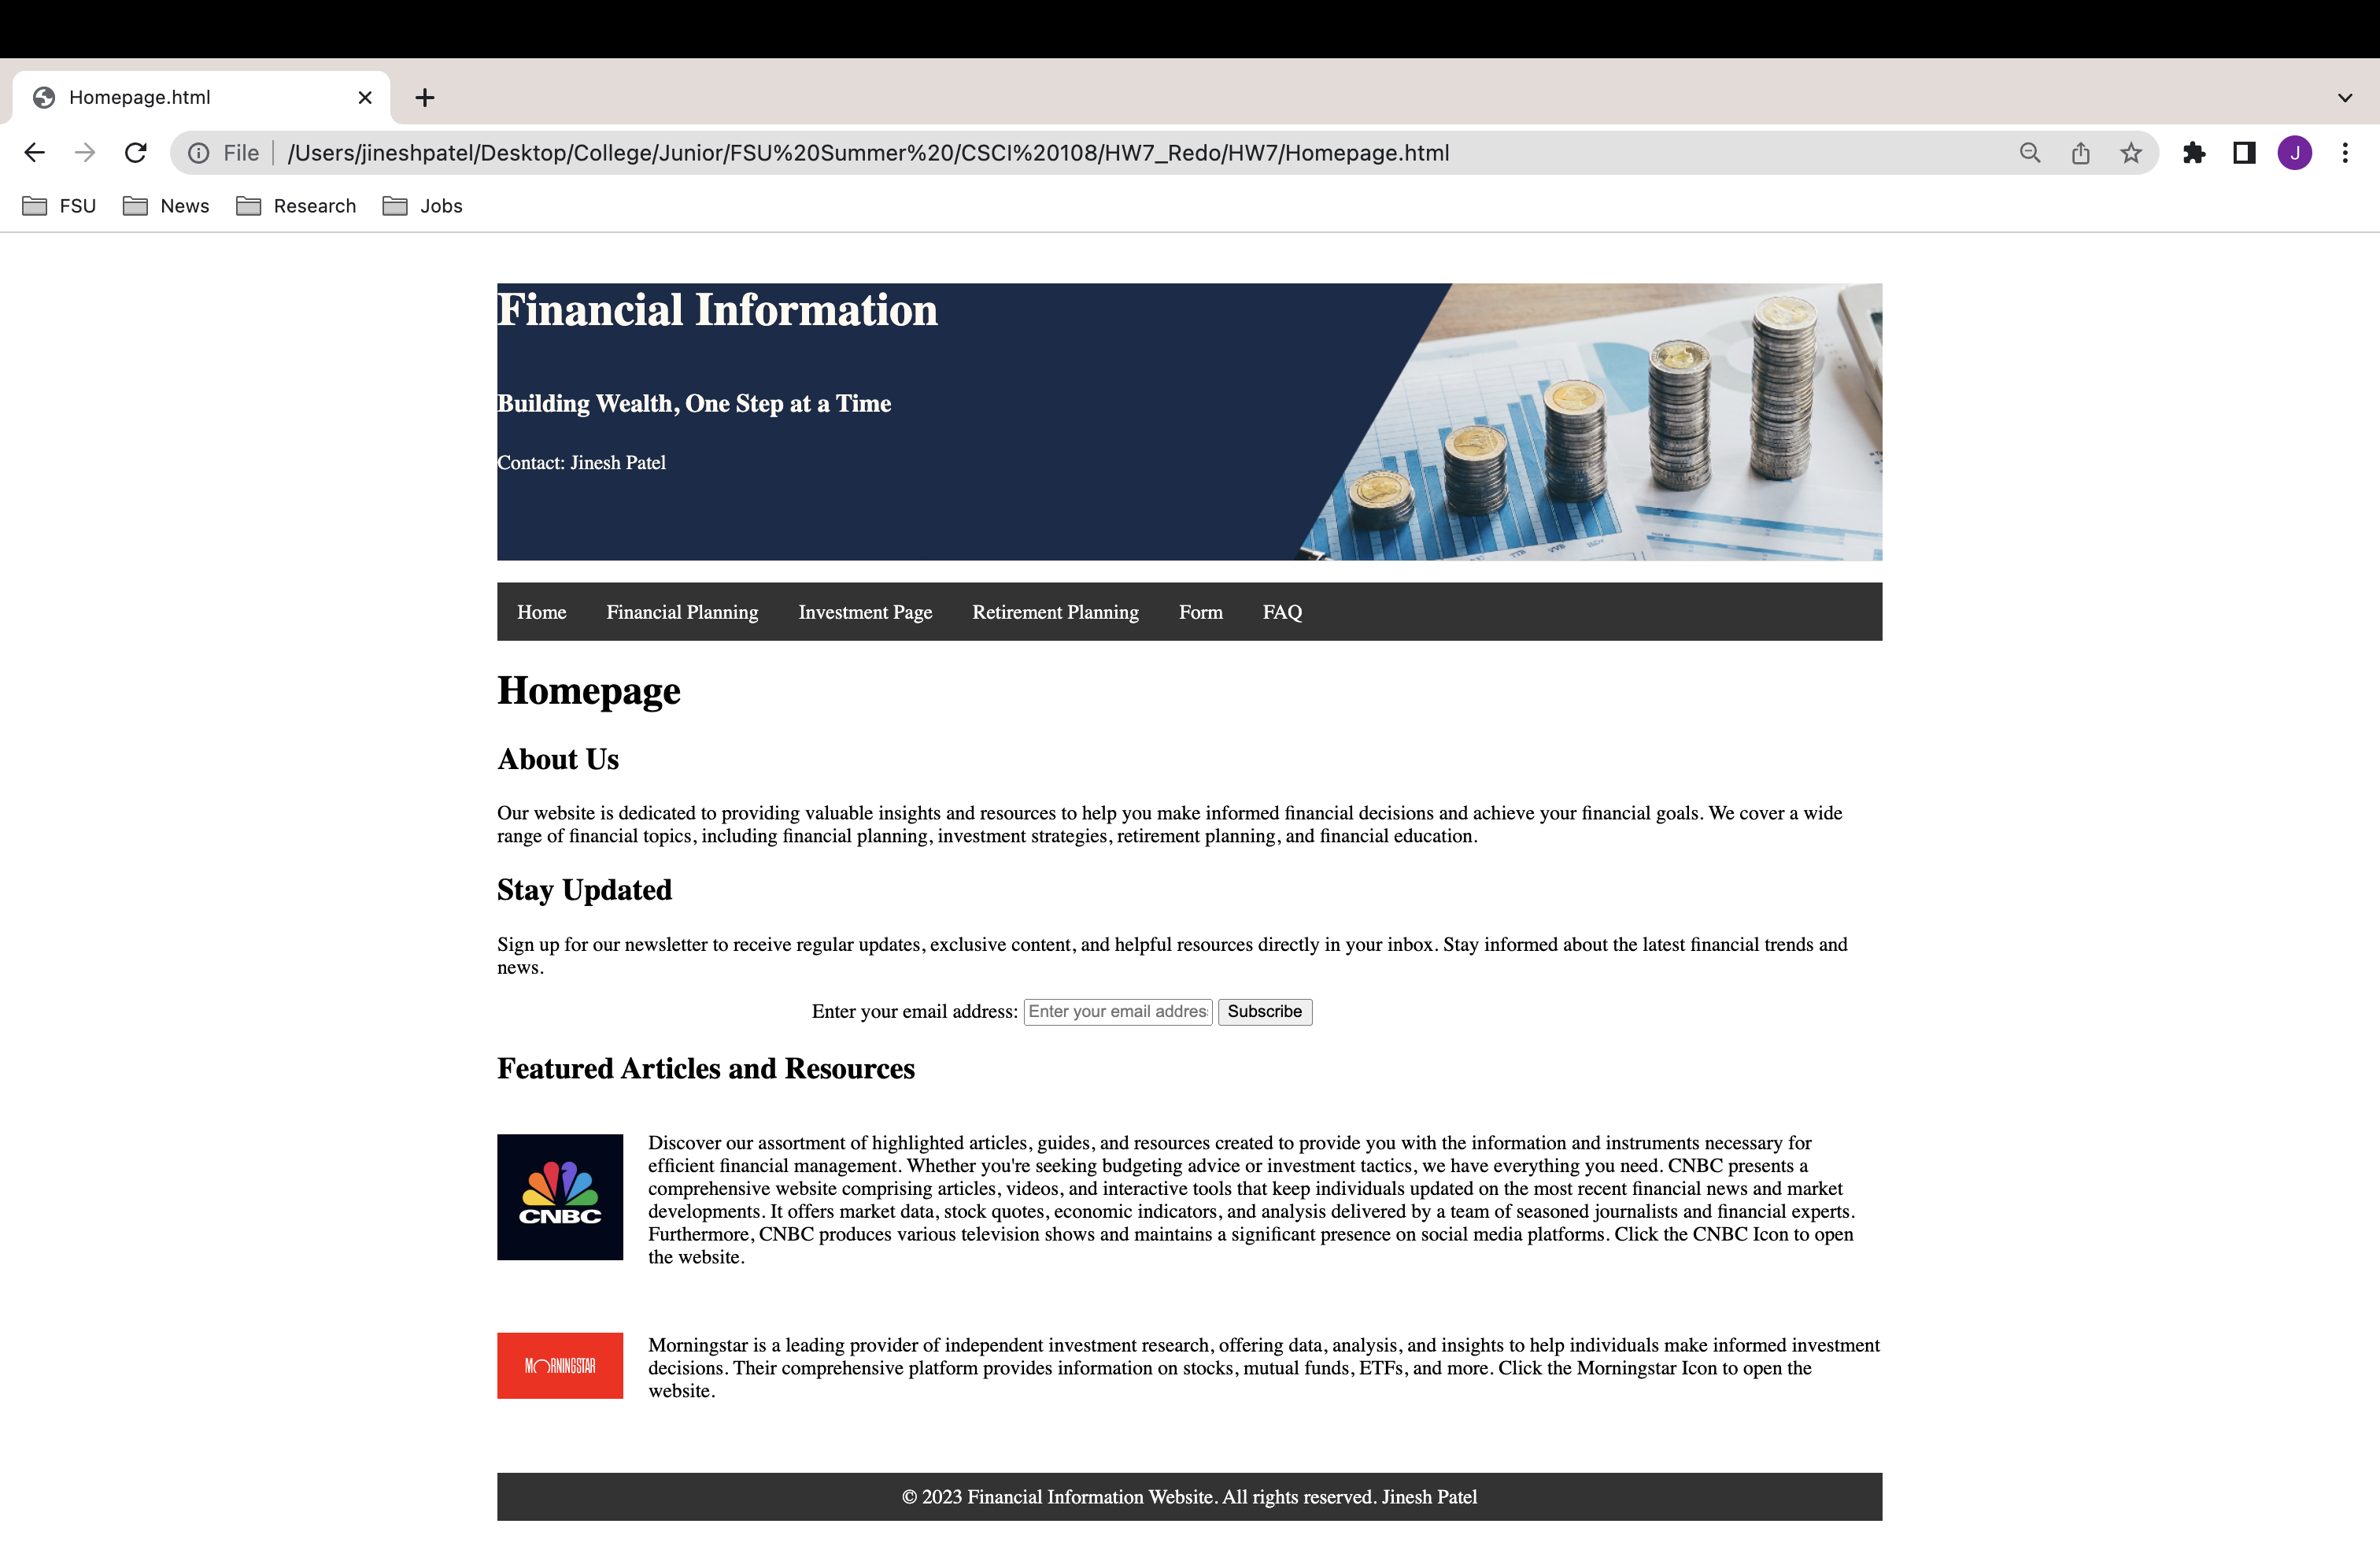 Homepage.html
File /Users/jineshpatel/Desktop/College/Junior/FSU%20Summer%20/CSCI%20108/HW7_Redo/HW7/Homepage.html
J
FSU News Research Jobs
Financial Information
Building Wealth, One Step at a Time
Contact: Jinesh Patel
Home Financial Planning Investment Page Retirement Planning Form FAQ
Homepage
About Us
Our website is dedicated to providing valuable insights and resources to help you make informed financial decisions and achieve your financial goals. We cover a wide
range of financial topics, including financial planning, investment strategies, retirement planning, and financial education.
Stay Updated
Sign up for our newsletter to receive regular updates, exclusive content, and helpful resources directly in your inbox. Stay informed about the latest financial trends and
news.
Enter your email address: Enter your email addres Subscribe
Featured Articles and Resources
CNBC
Discover our assortment of highlighted articles, guides, and resources created to provide you with the information and instruments necessary for
efficient financial management. Whether you're seeking budgeting advice or investment tactics, we have everything you need. CNBC presents a
comprehensive website comprising articles, videos, and interactive tools that keep individuals updated on the most recent financial news and market
developments. It offers market data, stock quotes, economic indicators, and analysis delivered by a team of seasoned journalists and financial experts.
Furthermore, CNBC produces various television shows and maintains a significant presence on social media platforms. Click the CNBC Icon to open
the website.
MORNINGSTAR
Morningstar is a leading provider of independent investment research, offering data, analysis, and insights to help individuals make informed investment
decisions. Their comprehensive platform provides information on stocks, mutual funds, ETFs, and more. Click the Morningstar Icon to open the
website.
© 2023 Financial Information Website. All rights reserved. Jinesh Patel